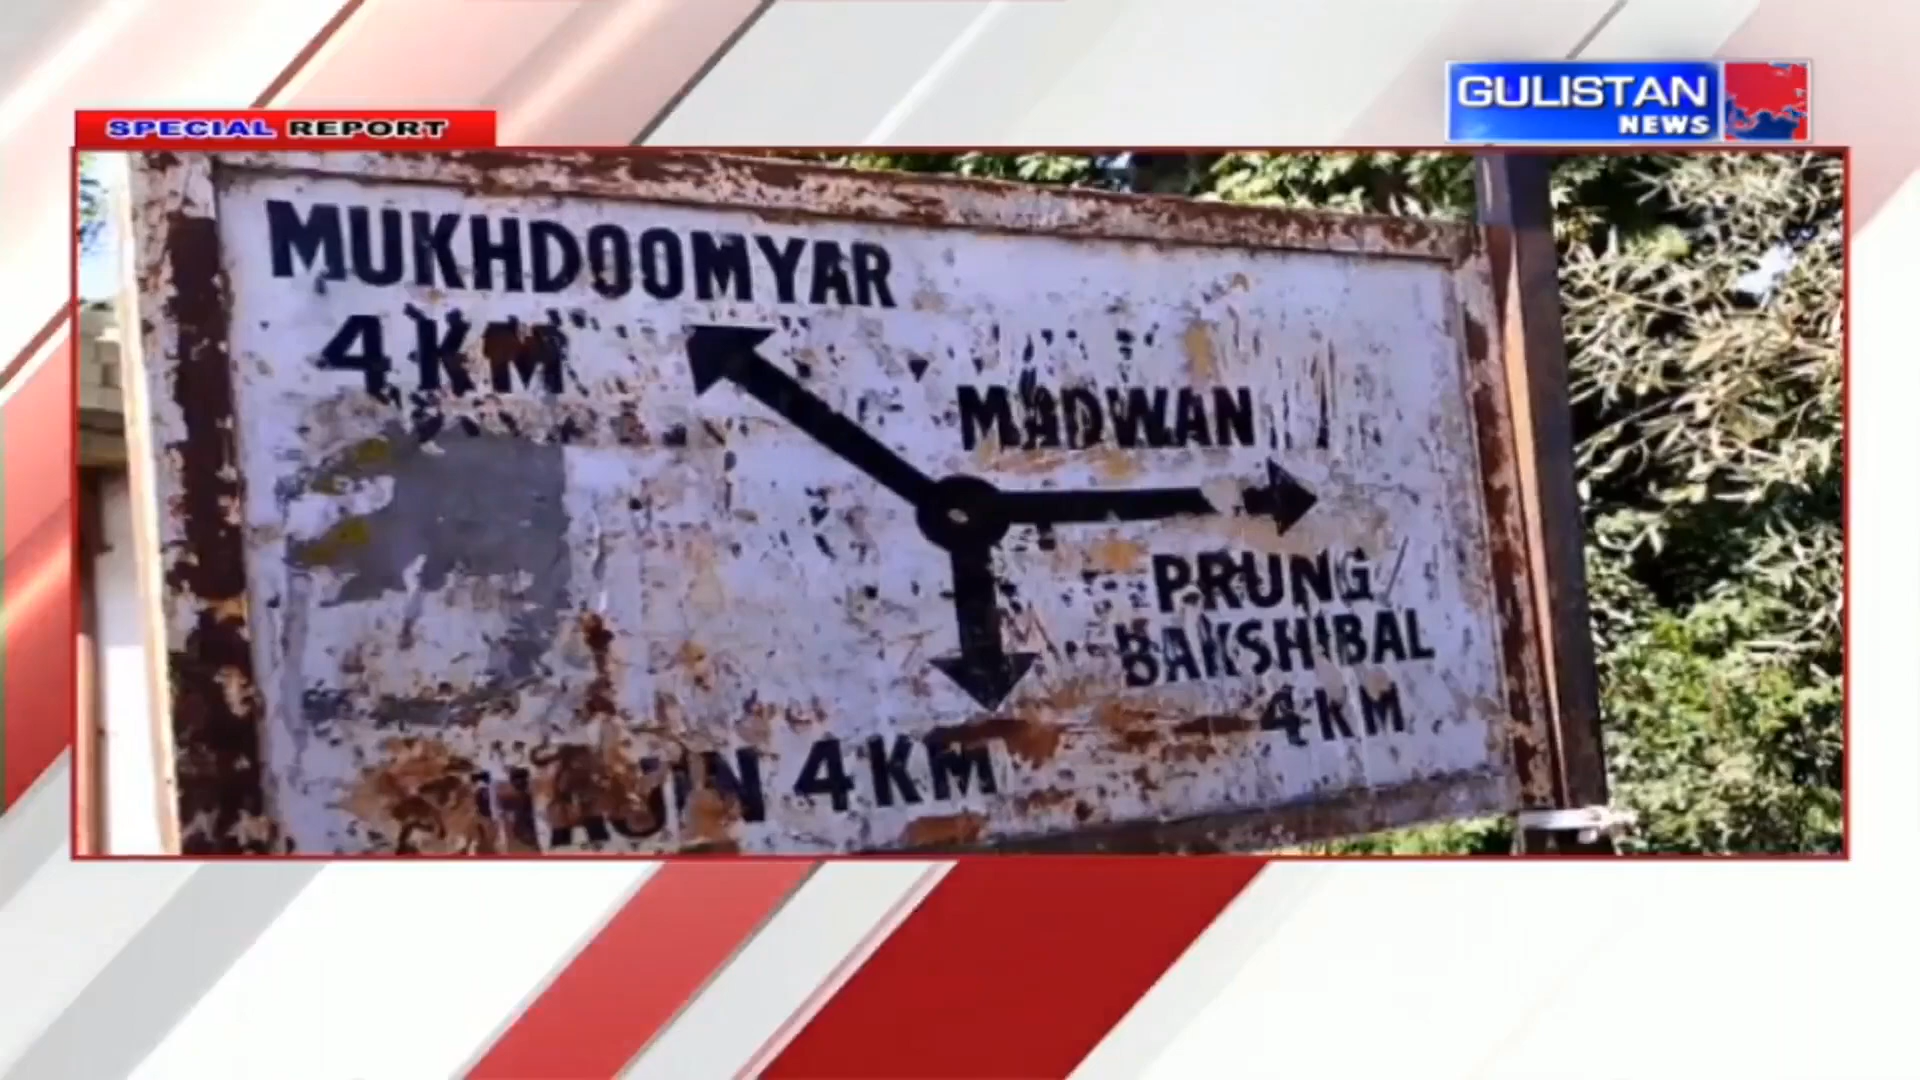 GULISTAN
NEWS
SPECIAL REPORT
MUKHDOOMYAR
4KM
MADWAN
PRUNG/
BAKSHIBAL
4KM
4KM